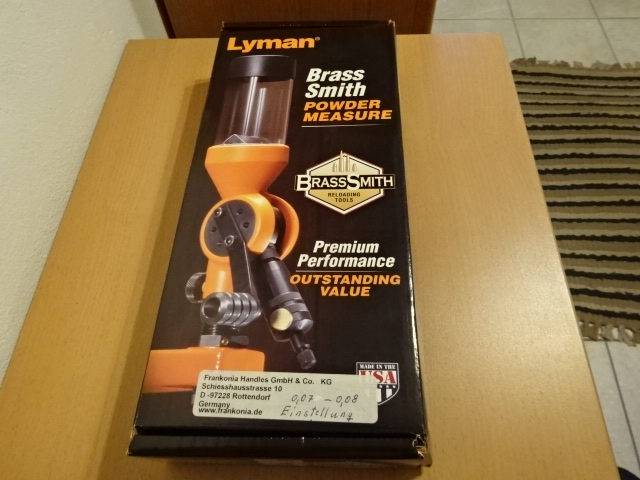 Lyman®
Brass
Smith
POWDER
MEASURE
BRASSSMITH
RELOADING
TOOLS
Premium
Performance
OUTSTANDING
VALUE
MADE IN THE
USA
Frankonia Handles GmbH & Co. KG
Schiesshausstrasse 10
D -97228 Rottendorf
Germany
www.frankonia.de
0,07 - 0,08
Einstellung